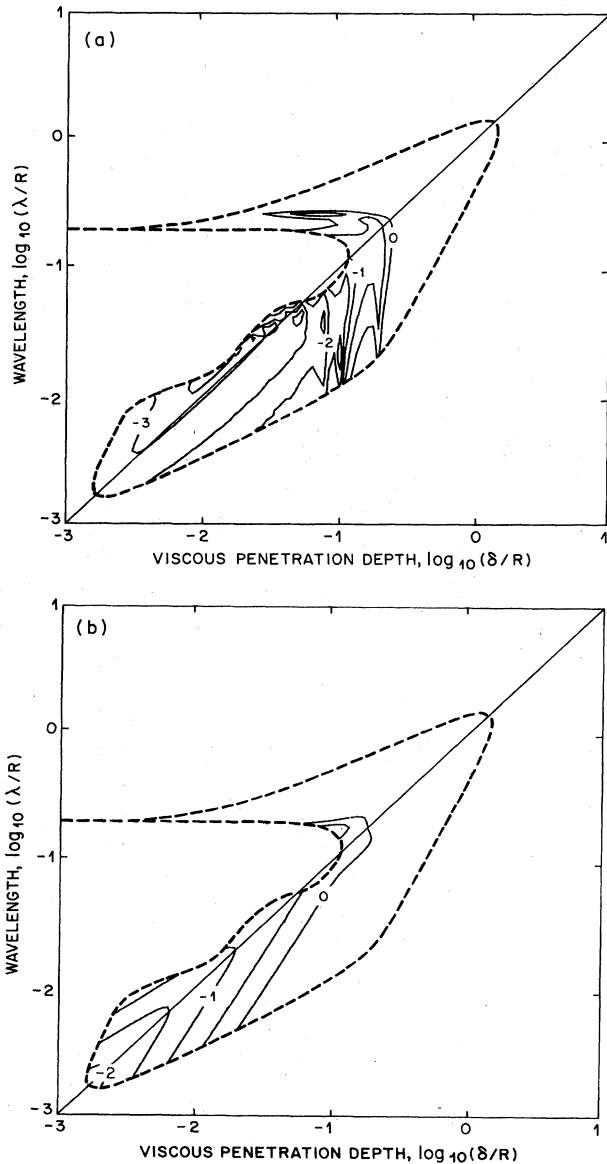 (a)
1
0
-1
-2
-3
WAVELENGTH, log₁₀ (λ/R)
0
-1
-2
-3
-3 -2 -1 0 1
VISCOUS PENETRATION DEPTH, log₁₀(δ/R)
(b)
1
0
-1
-2
-3
WAVELENGTH, log₁₀ (λ/R)
0
-1
-2
-3 -2 -1 0 1
VISCOUS PENETRATION DEPTH, log₁₀(δ/R)